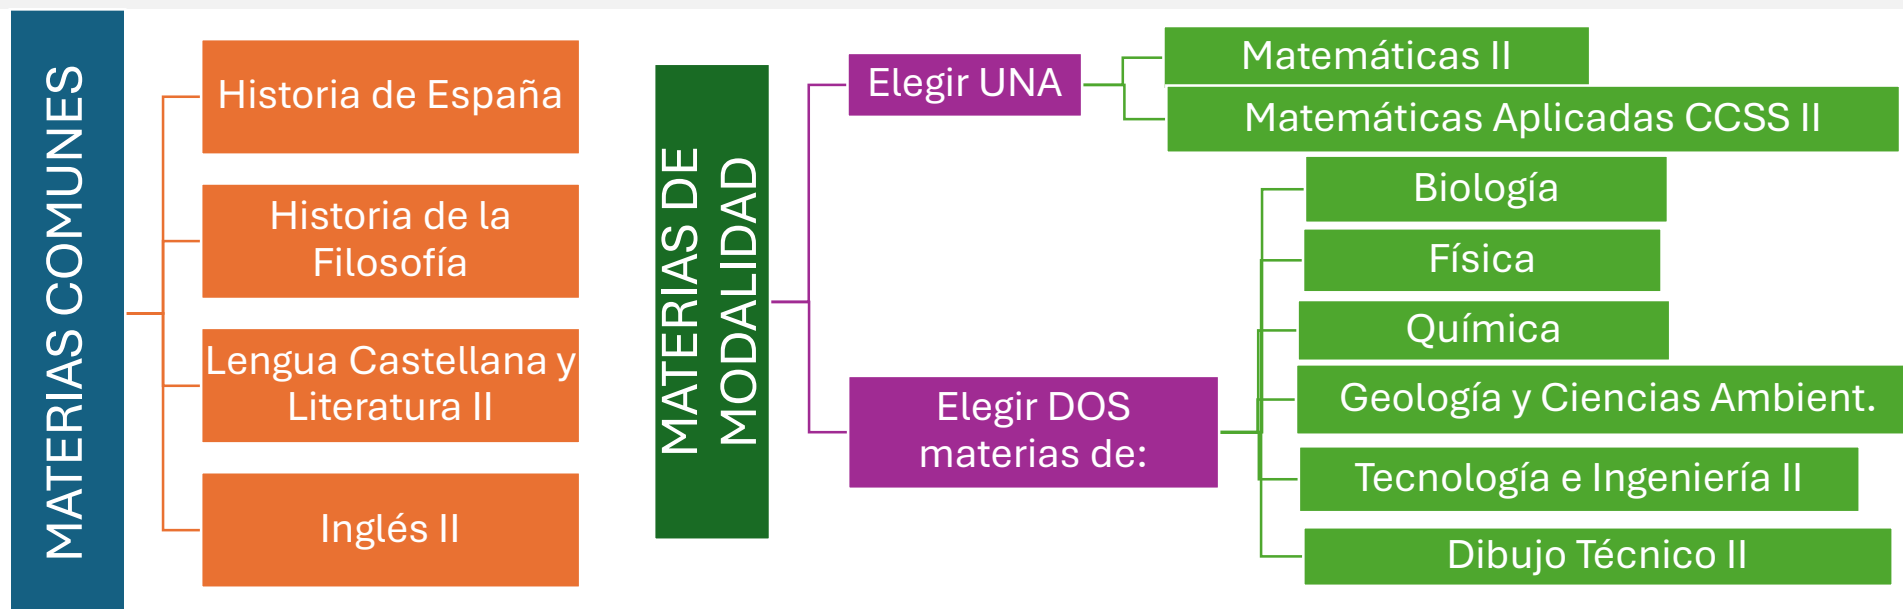 MATERIAS COMUNES
Historia de España
Historia de la
Filosofía
Lengua Castellana y
Literatura II
Inglés II
MATERIAS DE
MODALIDAD
Elegir UNA
Matemáticas II
Matemáticas Aplicadas CCSS II
Elegir DOS
materias de:
Biología
Física
Química
Geología y Ciencias Ambient.
Tecnología e Ingeniería II
Dibujo Técnico II